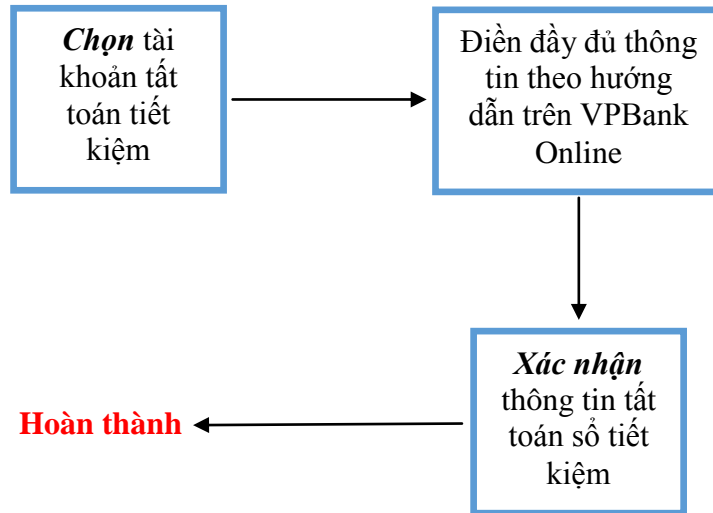 Chọn tài
khoản tất
toán tiết
kiệm
Điền đầy đủ thông
tin theo hướng
dẫn trên VPBank
Online
Xác nhận
thông tin tất
toán sổ tiết
kiệm
Hoàn thành